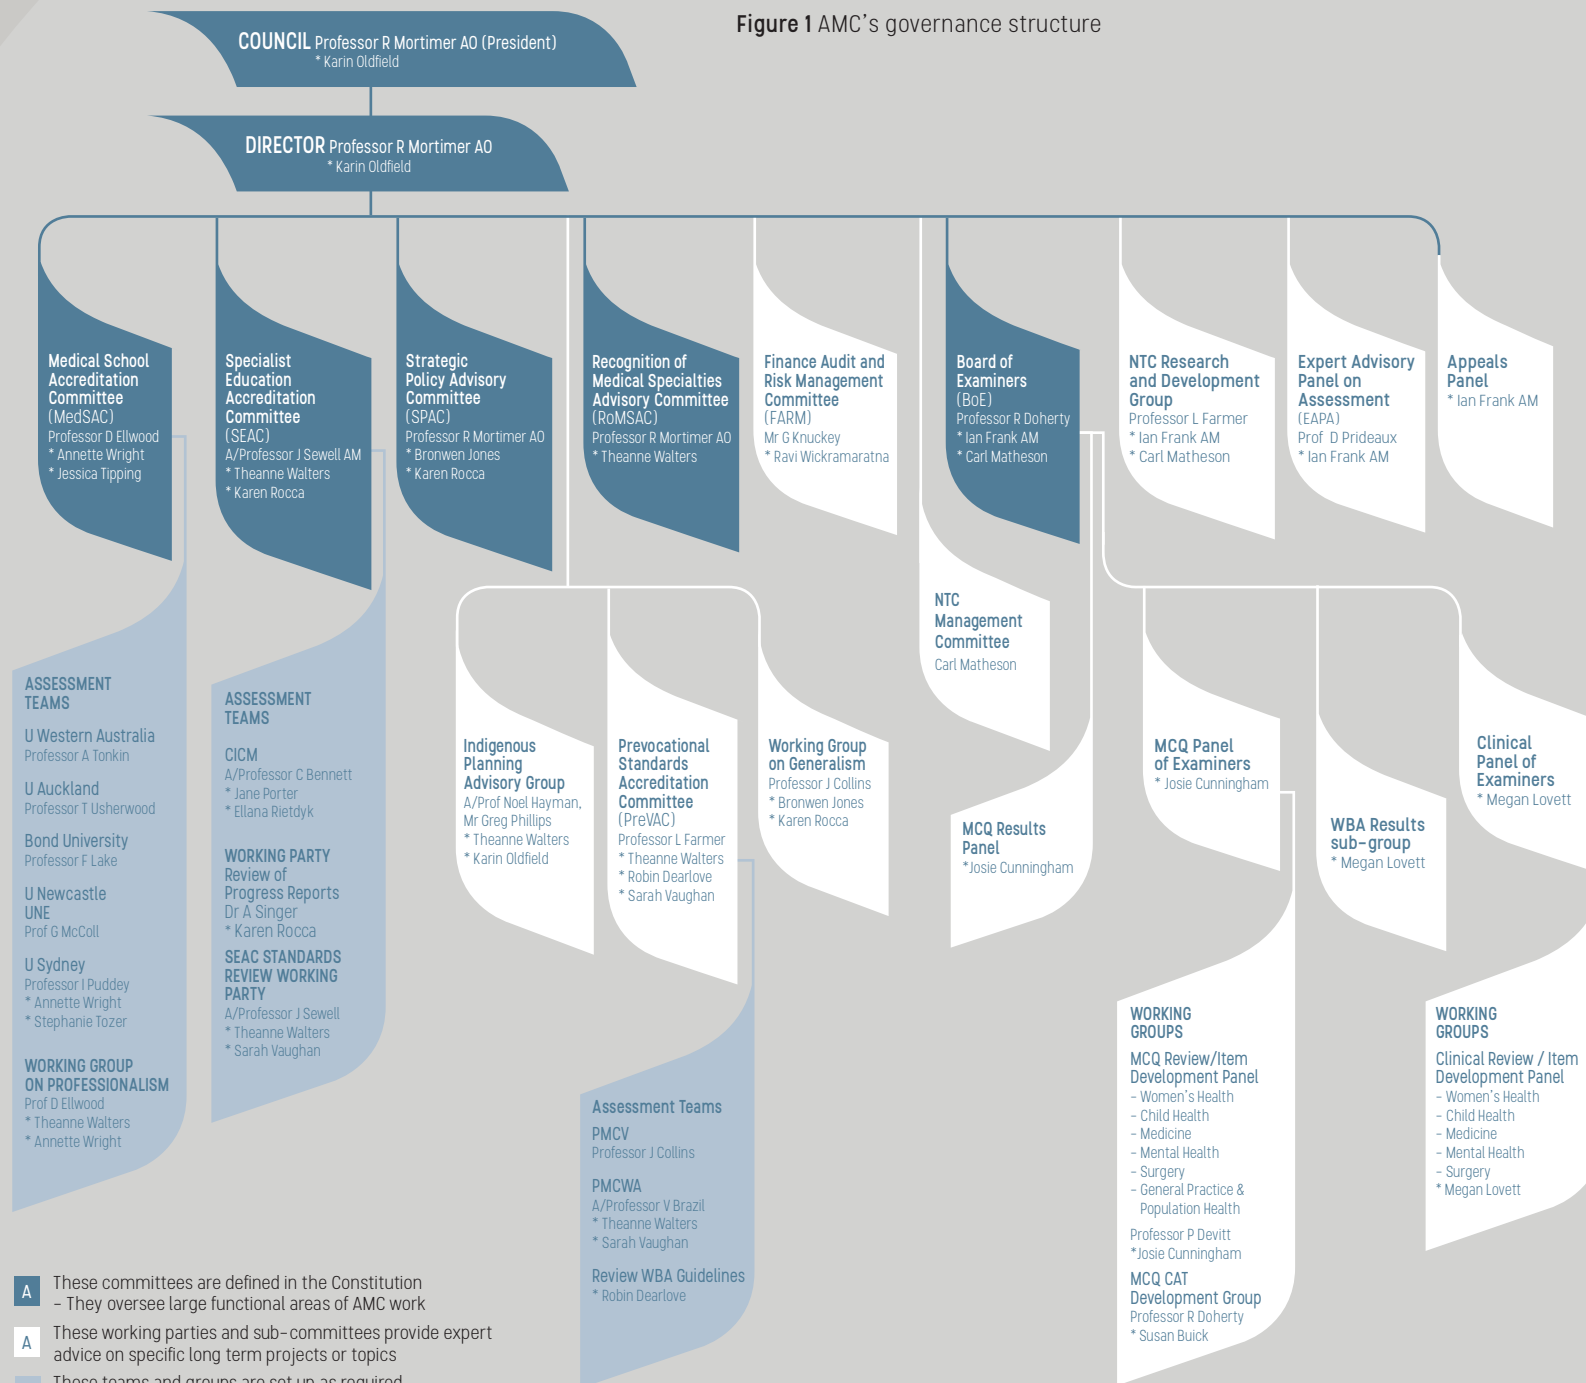 Figure 1 AMC's governance structure
COUNCIL Professor R Mortimer AO (President)
* Karin Oldfield
DIRECTOR Professor R Mortimer AO
* Karin Oldfield
Medical School
Accreditation
Committee
(MedSAC)
Professor D Ellwood
* Annette Wright
* Jessica Tipping
Specialist
Education
Accreditation
Committee
(SEAC)
A/Professor J Sewell AM
* Theanne Walters
* Karen Rocca
Strategic
Policy Advisory
Committee
(SPAC)
Professor R Mortimer AO
* Bronwen Jones
* Karen Rocca
Recognition of
Medical Specialties
Advisory Committee
(RoMSAC)
Professor R Mortimer AO
* Theanne Walters
Finance Audit and
Risk Management
Committee
(FARM)
Mr G Knuckey
* Ravi Wickramaratna
Board of
Examiners
(BoE)
Professor R Doherty
* Ian Frank AM
* Carl Matheson
NTC Research
and Development
Group
Professor L Farmer
* Ian Frank AM
* Carl Matheson
Expert Advisory
Panel on
Assessment
(EAPA)
Prof D Prideaux
* Ian Frank AM
Appeals
Panel
* Ian Frank AM
NTC
Management
Committee
Carl Matheson
ASSESSMENT
TEAMS
U Western Australia
Professor A Tonkin
U Auckland
Professor T Usherwood
Bond University
Professor F Lake
U Newcastle
UNE
Prof G McColl
U Sydney
Professor I Puddey
* Annette Wright
* Stephanie Tozer
WORKING GROUP
ON PROFESSIONALISM
Prof D Ellwood
* Theanne Walters
* Annette Wright
ASSESSMENT
TEAMS
CICM
A/Professor C Bennett
* Jane Porter
* Ellana Rietdyk
WORKING PARTY
Review of
Progress Reports
Dr A Singer
* Karen Rocca
SEAC STANDARDS
REVIEW WORKING
PARTY
A/Professor J Sewell
* Theanne Walters
* Sarah Vaughan
Indigenous
Planning
Advisory Group
A/Prof Noel Hayman,
Mr Greg Phillips
* Theanne Walters
* Karin Oldfield
Prevocational
Standards
Accreditation
Committee
(PreVAC)
Professor L Farmer
* Theanne Walters
* Robin Dearlove
* Sarah Vaughan
Working Group
on Generalism
Professor J Collins
* Bronwen Jones
* Karen Rocca
MCQ Results
Panel
*Josie Cunningham
MCQ Panel
of Examiners
* Josie Cunningham
WBA Results
sub-group
* Megan Lovett
Clinical
Panel of
Examiners
* Megan Lovett
Assessment Teams
PMCV
Professor J Collins
PMCWA
A/Professor V Brazil
* Theanne Walters
* Sarah Vaughan
Review WBA Guidelines
* Robin Dearlove
WORKING
GROUPS
MCQ Review/Item
Development Panel
- Women's Health
- Child Health
- Medicine
- Mental Health
- Surgery
- General Practice &
Population Health
Professor P Devitt
*Josie Cunningham
MCQ CAT
Development Group
Professor R Doherty
* Susan Buick
WORKING
GROUPS
Clinical Review / Item
Development Panel
- Women's Health
- Child Health
- Medicine
- Mental Health
- Surgery
* Megan Lovett
A These committees are defined in the Constitution
- They oversee large functional areas of AMC work
A These working parties and sub-committees provide expert
advice on specific long term projects or topics
These teams and groups are set up as required